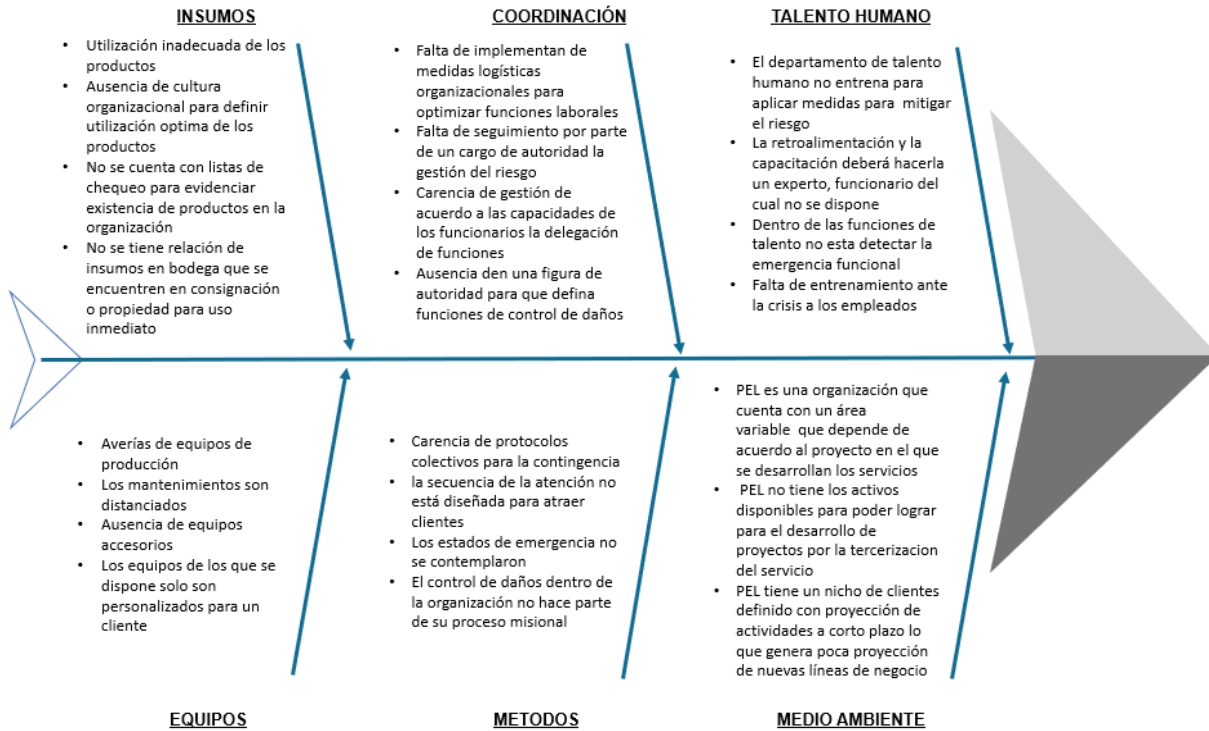 INSUMOS
• Utilización inadecuada de los
productos
• Ausencia de cultura
organizacional para definir
utilización optima de los
productos
• No se cuenta con listas de
chequeo para evidenciar
existencia de productos en la
organización
• No se tiene relación de
insumos en bodega que se
encuentren en consignación
o propiedad para uso
inmediato
COORDINACIÓN
• Falta de implementan de
medidas logísticas
organizacionales para
optimizar funciones laborales
• Falta de seguimiento por parte
de un cargo de autoridad la
gestión del riesgo
• Carencia de gestión de
acuerdo a las capacidades de
los funcionarios la delegación
de funciones
• Ausencia den una figura de
autoridad para que defina
funciones de control de daños
TALENTO HUMANO
• El departamento de talento
humano no entrena para
aplicar medidas para mitigar
el riesgo
• La retroalimentación y la
capacitación deberá hacerla
un experto, funcionario del
cual no se dispone
• Dentro de las funciones de
talento no esta detectar la
emergencia funcional
• Falta de entrenamiento ante
la crisis a los empleados
• Averías de equipos de
producción
• Los mantenimientos son
distanciados
• Ausencia de equipos
accesorios
• Los equipos de los que se
dispone solo son
personalizados para un
cliente
EQUIPOS
• Carencia de protocolos
colectivos para la contingencia
• la secuencia de la atención no
está diseñada para atraer
clientes
• Los estados de emergencia no
se contemplaron
• El control de daños dentro de
la organización no hace parte
de su proceso misional
METODOS
• PEL es una organización que
cuenta con un área
variable que depende de
acuerdo al proyecto en el que
se desarrollan los servicios
• PEL no tiene los activos
disponibles para poder lograr
para el desarrollo de
proyectos por la tercerizacion
del servicio
• PEL tiene un nicho de clientes
definido con proyección de
actividades a corto plazo lo
que genera poca proyección
de nuevas líneas de negocio
MEDIO AMBIENTE